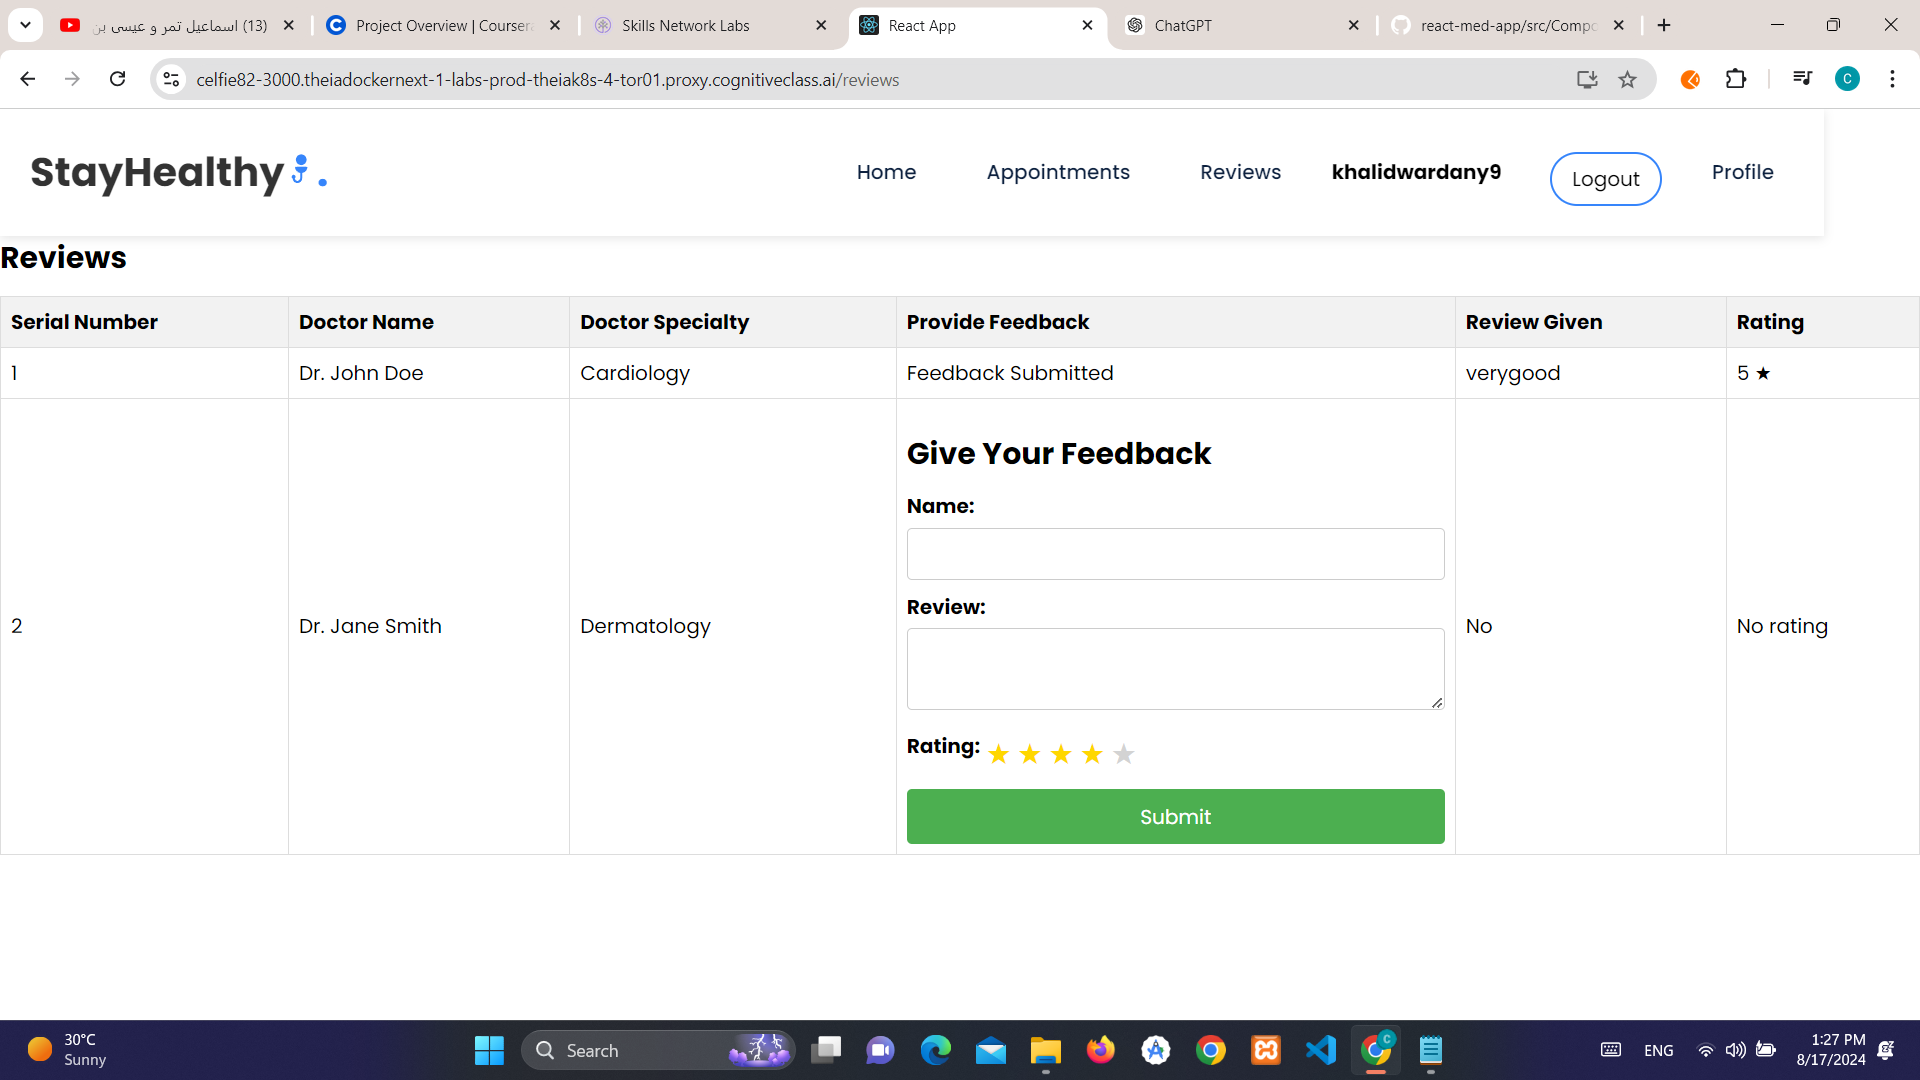 (13) اسماعيل تمر و عيسى بن
Project Overview | Coursera
Skills Network Labs
React App
ChatGPT
react-med-app/src/Compo
celfie82-3000.theiadockernext-1-labs-prod-theiak8s-4-tor01.proxy.cognitiveclass.ai/reviews
C
StayHealthy.
Home
Appointments
Reviews
khalidwardany9
Logout
Profile
Reviews
Serial Number Doctor Name Doctor Specialty Provide Feedback Review Given Rating
1 Dr. John Doe Cardiology Feedback Submitted verygood 5 ★
Give Your Feedback
Name:
Review:
2 Dr. Jane Smith Dermatology No No rating
Rating: ★ ★ ★ ★ ★
Submit
30°C
Sunny
Search
C
ENG
1:27 PM
8/17/2024